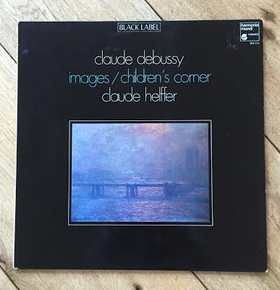 BLACK LABEL
claude debussy
images/children's corner
claude helffer
harmonia
mundi